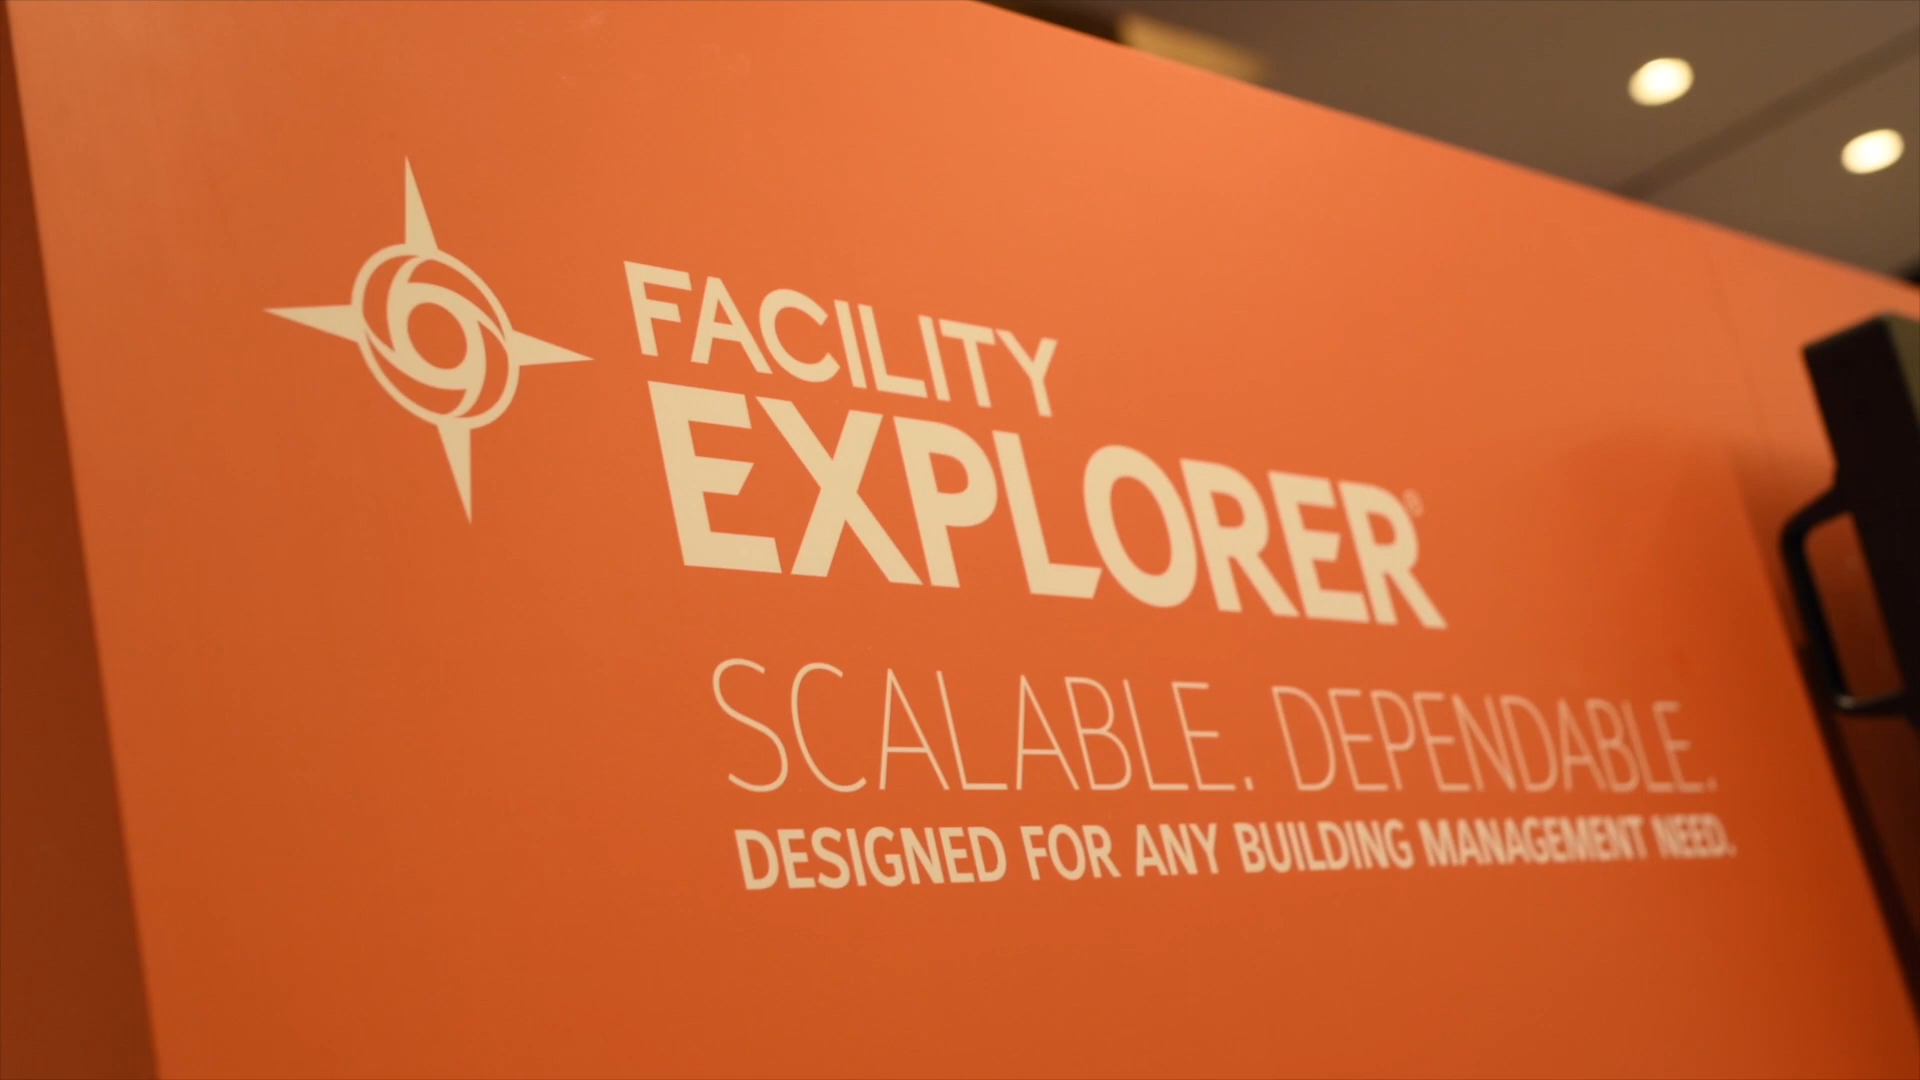 FACILITY
EXPLORER®
SCALABLE. DEPENDABLE.
DESIGNED FOR ANY BUILDING MANAGEMENT NEED.